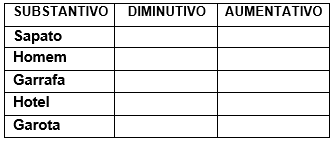 SUBSTANTIVO DIMINUTIVO AUMENTATIVO
Sapato
Homem
Garrafa
Hotel
Garota